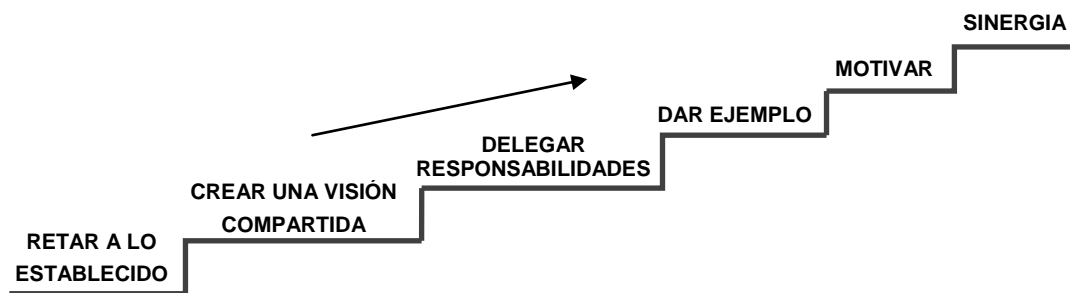 SINERGIA
MOTIVAR
DAR EJEMPLO
DELEGAR
RESPONSABILIDADES
CREAR UNA VISIÓN
COMPARTIDA
RETAR A LO
ESTABLECIDO